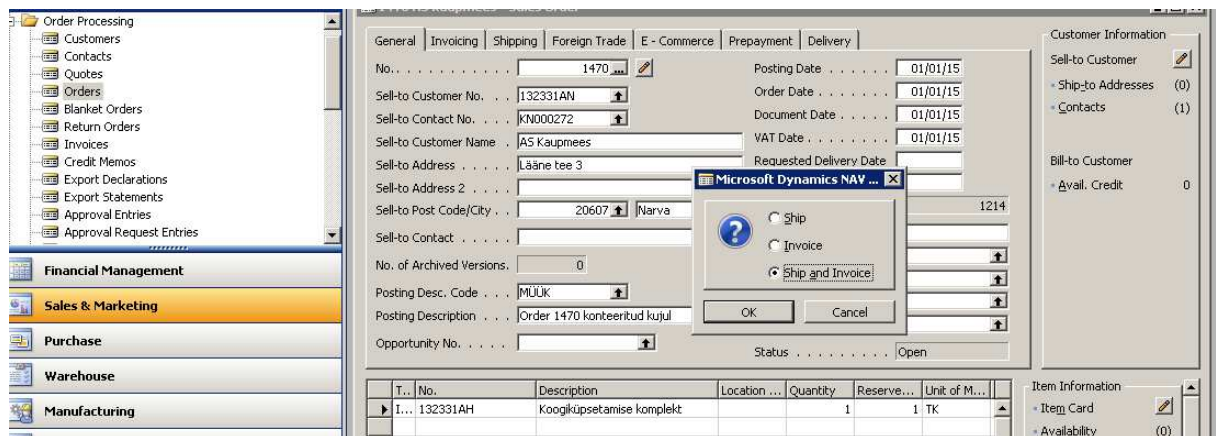 Order Processing
Customers
Contacts
Quotes
Orders
Blanket Orders
Return Orders
Invoices
Credit Memos
Export Declarations
Export Statements
Approval Entries
Approval Request Entries
Financial Management
Sales & Marketing
Purchase
Warehouse
Manufacturing
1470 AS Kaupmees - Sales Order
General Invoicing Shipping Foreign Trade E - Commerce Prepayment Delivery
No. . . . . . . . . . . . 1470 ...
Sell-to Customer No. . . . 132331AN
Sell-to Contact No. . . . KN000272
Sell-to Customer Name . AS Kaupmees
Sell-to Address . . . . . Lääne tee 3
Sell-to Address 2 . . . .
Sell-to Post Code/City . . 20607 Narva
Sell-to Contact . . . . .
No. of Archived Versions. 0
Posting Desc. Code . . . MÜÜK
Posting Description . . . Order 1470 konteeritud kujul
Opportunity No. . . . .
Posting Date . . . . . . 01/01/15
Order Date . . . . . . . 01/01/15
Document Date . . . . . 01/01/15
VAT Date . . . . . . . . 01/01/15
Requested Delivery Date
1214
Status . . . . . . . . . Open
Microsoft Dynamics NAV ... X
Ship
Invoice
Ship and Invoice
OK Cancel
Customer Information
Sell-to Customer
Ship-to Addresses (0)
Contacts (1)
Bill-to Customer
Avail. Credit 0
T.. No. Description Location ... Quantity Reserve... Unit of M...
I... 132331AH Koogiküpsetamise komplekt 1 1 TK
Item Information
Item Card
Availability (0)